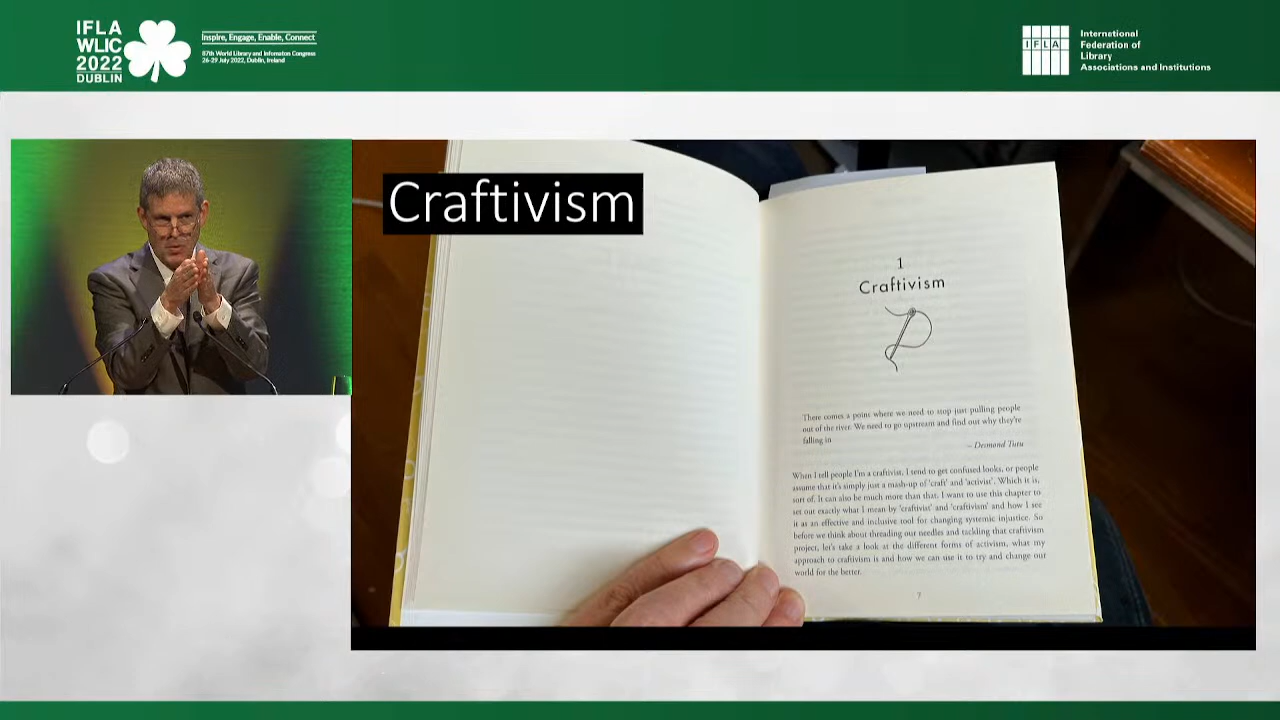 IFLA
WLIC
2022
DUBLIN
Inspire, Engage, Enable, Connect
87th World Library and Infomation Congress
26-29 July 2022, Dublin, Ireland
IFLA
International
Federation of
Library
Associations and Institutions
Craftivism
1
Craftivism
There comes a point where we need to stop just pulling people
out of the river. We need to go upstream and find out why they're
falling in
– Desmond Tutu
When I tell people I'm a craftivist, I tend to get confused looks, or people
assume that it's simply just a mash-up of 'craft' and 'activist'. Which it is,
sort of. It can also be much more than that. I want to use this chapter to
set out exactly what I mean by 'craftivist' and 'craftivism' and how I see
it as an effective and inclusive tool for changing systemic injustice. So
before we think about threading our needles and tackling that craftivism
project, let's take a look at the different forms of activism, what my
approach to craftivism is and how we can use it to try and change our
world for the better.
7